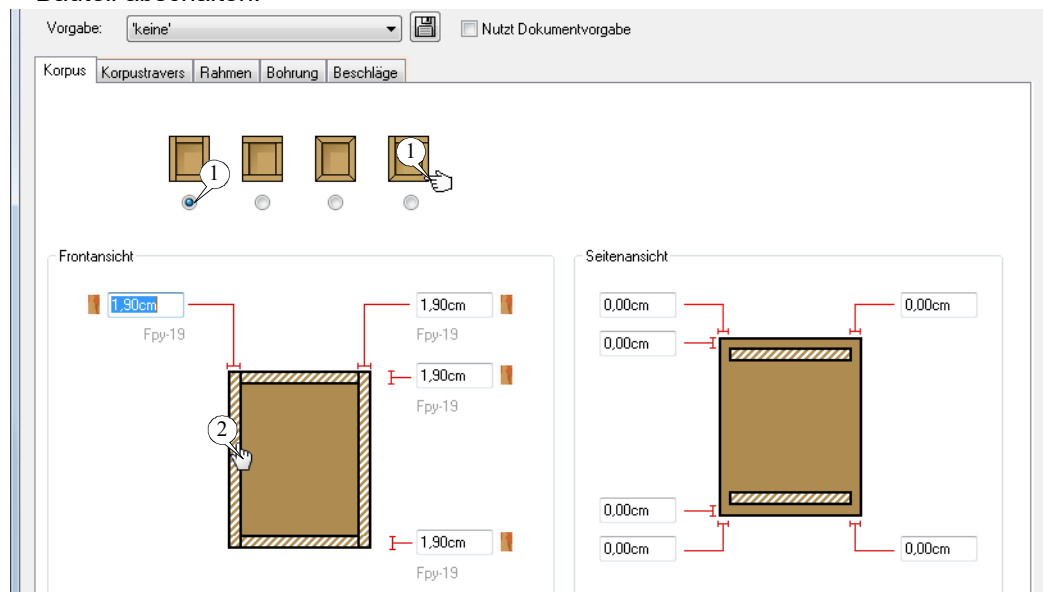 Bauteil abschalten.
Vorgabe: 'keine' Nutzt Dokumentvorgabe
Korpus Korpustravers Rahmen Bohrung Beschläge
1 1
Frontansicht
1,90cm 1,90cm
Fpy-19 Fpy-19
1,90cm
Fpy-19
2
1,90cm
Fpy-19
Seitenansicht
0,00cm 0,00cm
0,00cm
0,00cm
0,00cm 0,00cm